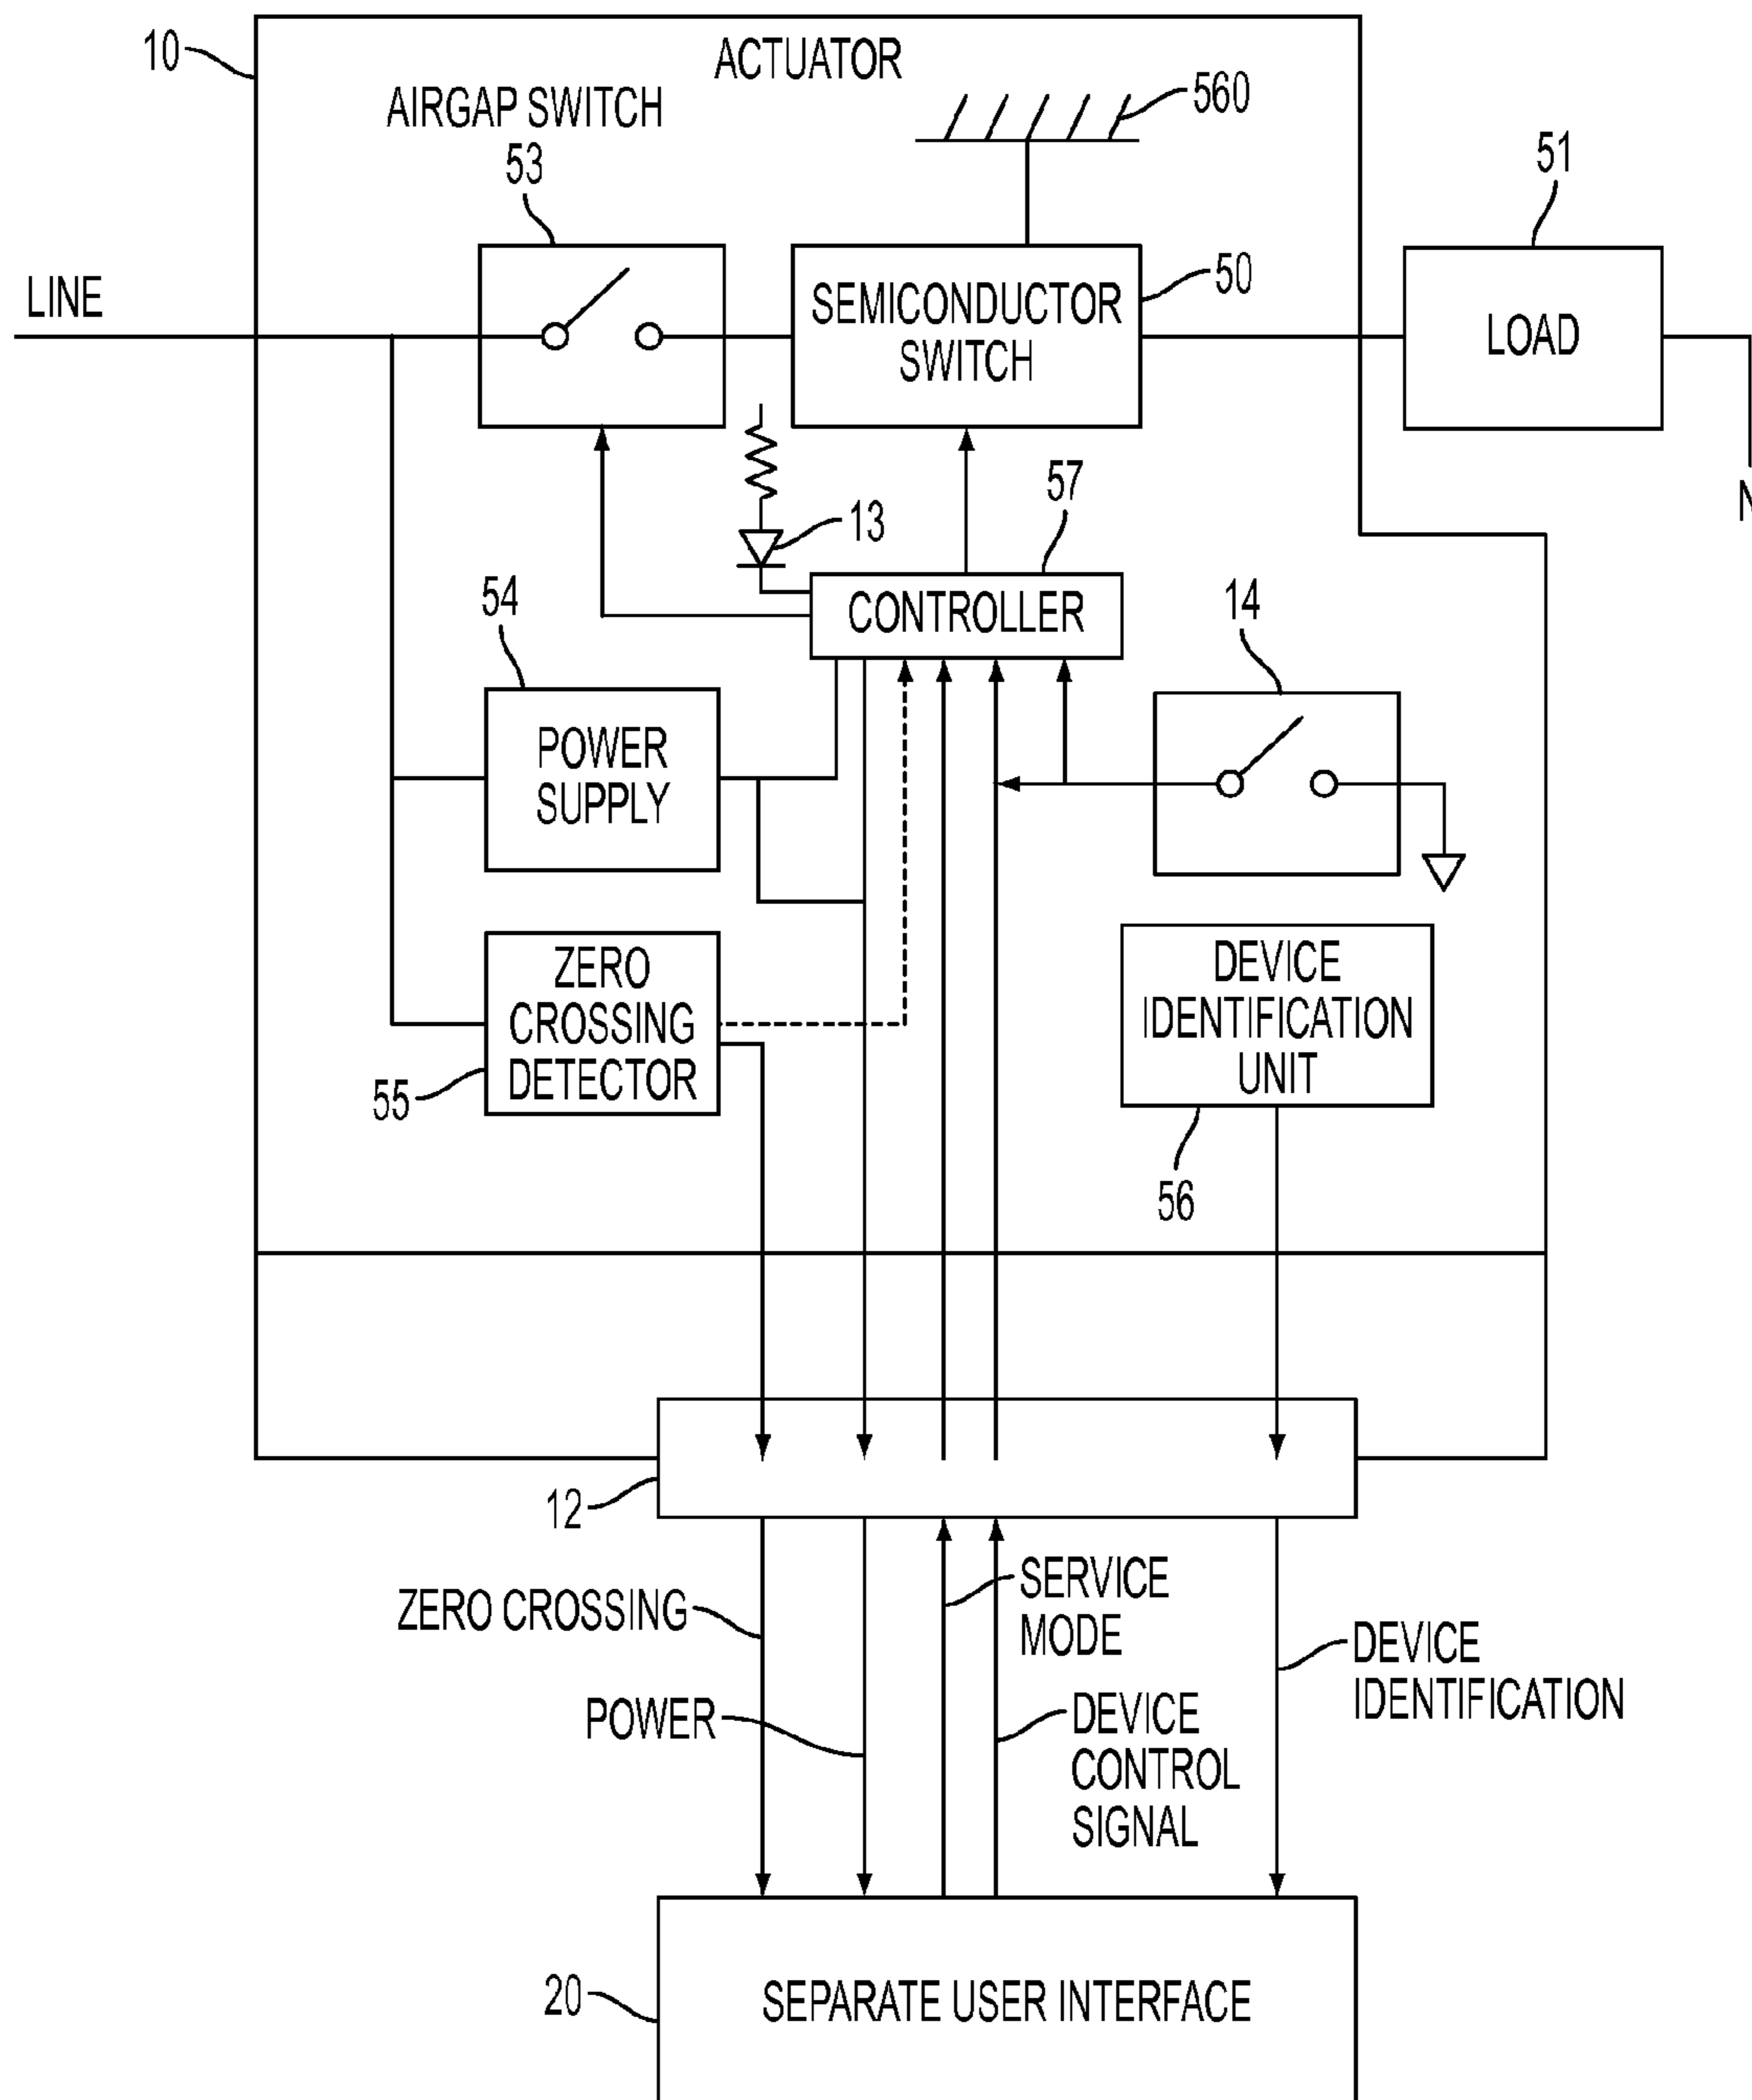 10
ACTUATOR
AIRGAP SWITCH
53
560
51
LINE
SEMICONDUCTOR
SWITCH
50
LOAD
N
13
57
CONTROLLER
14
54
POWER
SUPPLY
ZERO
CROSSING
DETECTOR
55
DEVICE
IDENTIFICATION
UNIT
56
12
ZERO CROSSING
SERVICE
MODE
POWER
DEVICE
CONTROL
SIGNAL
DEVICE
IDENTIFICATION
20
SEPARATE USER INTERFACE